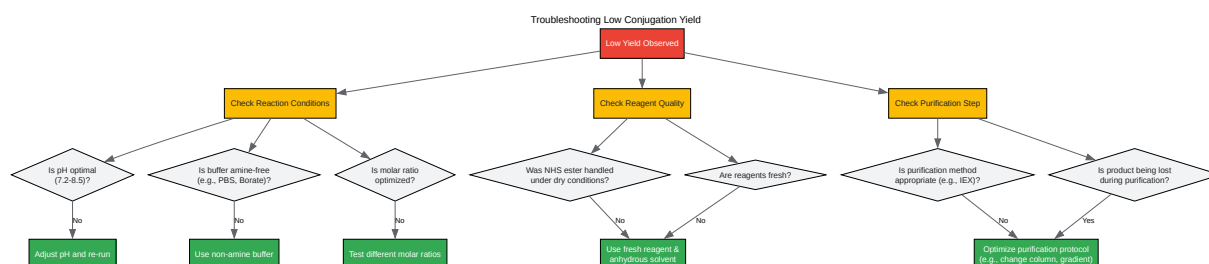 Troubleshooting Low Conjugation Yield
Low Yield Observed
Check Reaction Conditions
Check Reagent Quality
Check Purification Step
Is pH optimal
(7.2-8.5)?
Is buffer amine-free
(e.g., PBS, Borate)?
Is molar ratio
optimized?
Was NHS ester handled
under dry conditions?
Are reagents fresh?
Is purification method
appropriate (e.g., IEX)?
Is product being lost
during purification?
No
No
No
No
No
No
Yes
Adjust pH and re-run
Use non-amine buffer
Test different molar ratios
Use fresh reagent &
anhydrous solvent
Optimize purification protocol
(e.g., change column, gradient)